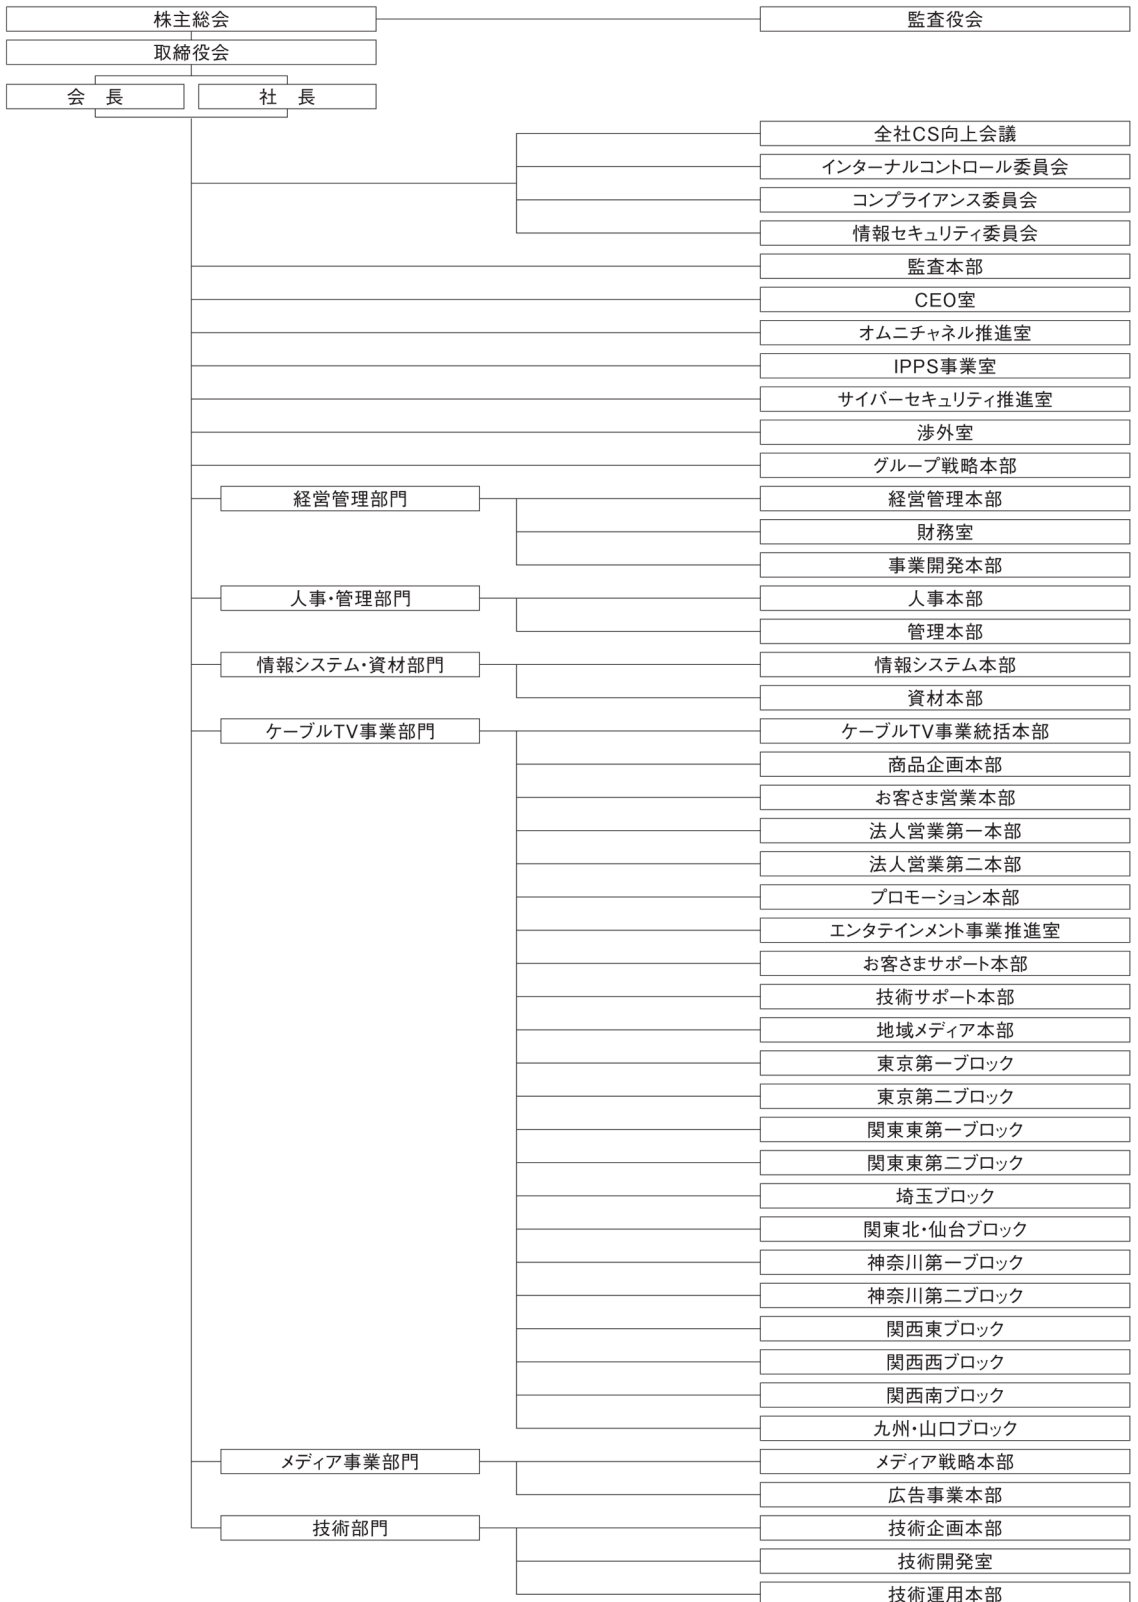 株主総会
監査役会
取締役会
会　長
社　長
全社CS向上会議
インターナルコントロール委員会
コンプライアンス委員会
情報セキュリティ委員会
監査本部
CEO室
オムニチャネル推進室
IPPS事業室
サイバーセキュリティ推進室
渉外室
グループ戦略本部
経営管理部門
経営管理本部
財務室
事業開発本部
人事・管理部門
人事本部
管理本部
情報システム・資材部門
情報システム本部
資材本部
ケーブルTV事業部門
ケーブルTV事業統括本部
商品企画本部
お客さま営業本部
法人営業第一本部
法人営業第二本部
プロモーション本部
エンタテインメント事業推進室
お客さまサポート本部
技術サポート本部
地域メディア本部
東京第一ブロック
東京第二ブロック
関東東第一ブロック
関東東第二ブロック
埼玉ブロック
関東北・仙台ブロック
神奈川第一ブロック
神奈川第二ブロック
関西東ブロック
関西西ブロック
関西南ブロック
九州・山口ブロック
メディア事業部門
メディア戦略本部
広告事業本部
技術部門
技術企画本部
技術開発室
技術運用本部